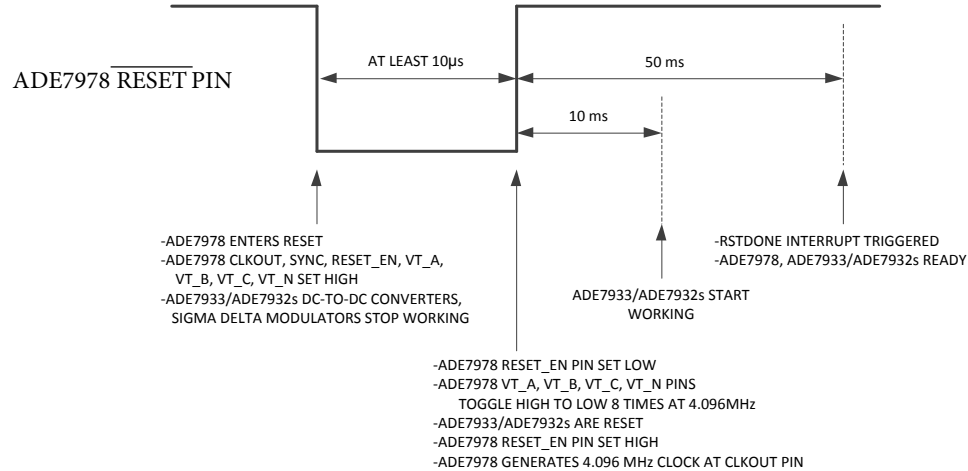 AT LEAST 10µs
50 ms
ADE7978 RESET PIN
10 ms
-ADE7978 ENTERS RESET
-ADE7978 CLKOUT, SYNC, RESET_EN, VT_A,
VT_B, VT_C, VT_N SET HIGH
-ADE7933/ADE7932s DC-TO-DC CONVERTERS,
SIGMA DELTA MODULATORS STOP WORKING
-RSTDONE INTERRUPT TRIGGERED
-ADE7978, ADE7933/ADE7932s READY
ADE7933/ADE7932s START
WORKING
-ADE7978 RESET_EN PIN SET LOW
-ADE7978 VT_A, VT_B, VT_C, VT_N PINS
TOGGLE HIGH TO LOW 8 TIMES AT 4.096MHz
-ADE7933/ADE7932s ARE RESET
-ADE7978 RESET_EN PIN SET HIGH
-ADE7978 GENERATES 4.096 MHz CLOCK AT CLKOUT PIN